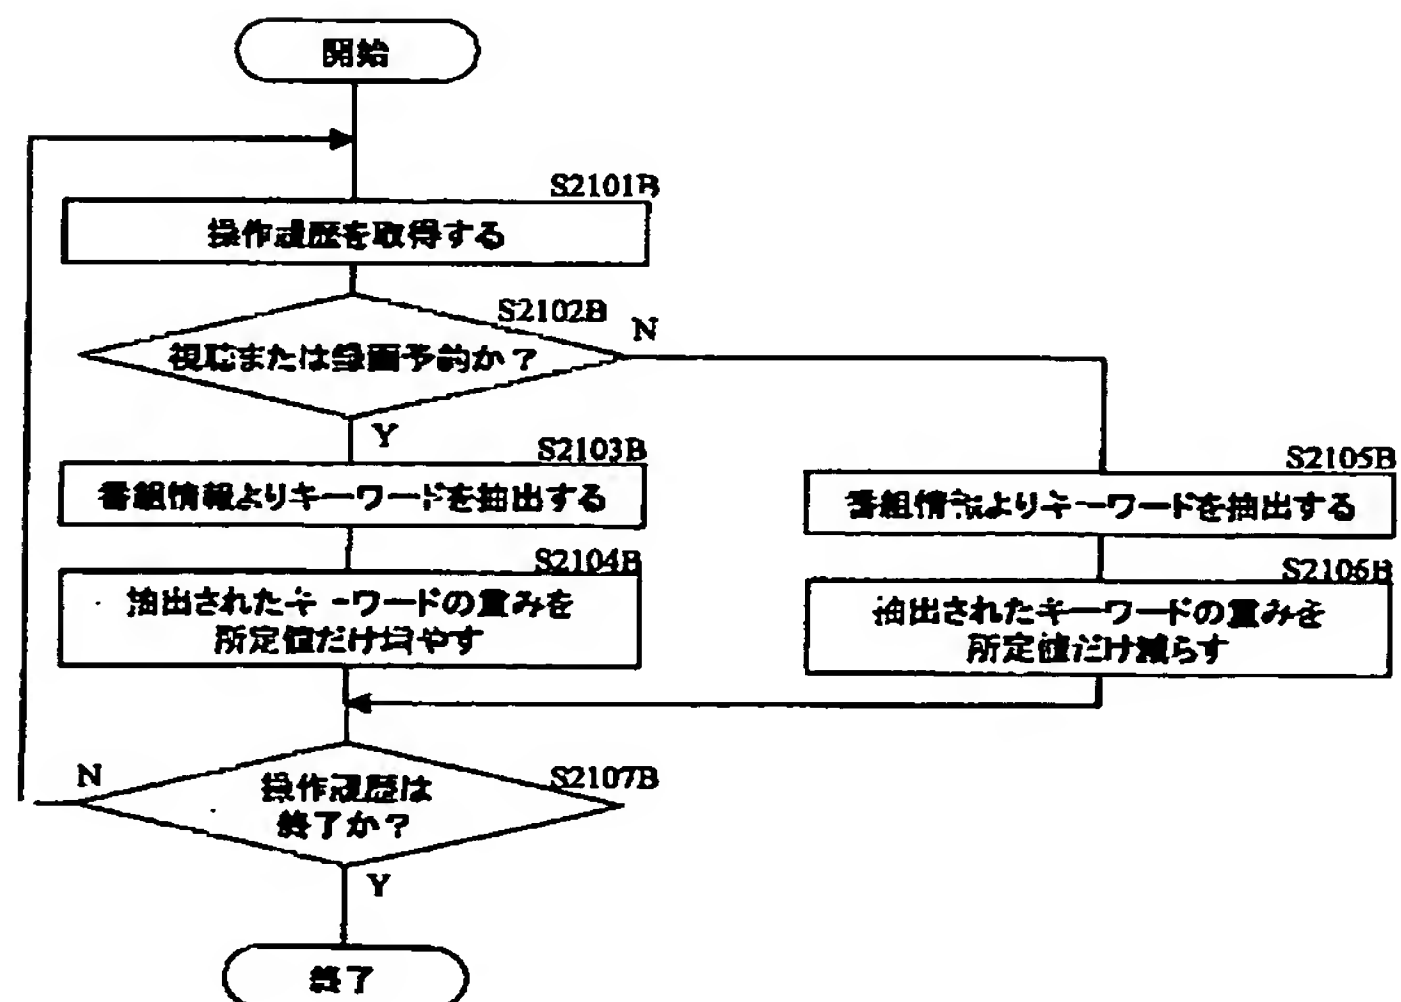 開始
S2101B
操作履歴を取得する
S2102B
視聴または録画予約か？
N
Y
S2103B
番組情報よりキーワードを抽出する
S2104B
抽出されたキーワードの重みを
所定値だけ増やす
S2105B
番組情報よりキーワードを抽出する
S2106B
抽出されたキーワードの重みを
所定値だけ減らす
S2107B
操作履歴は
終了か？
N
Y
終了